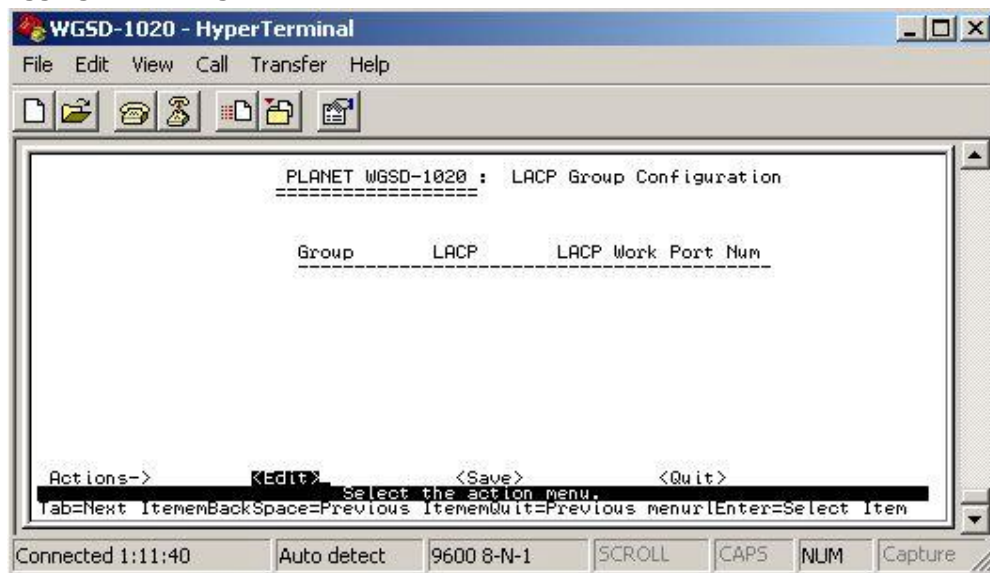 WGSD-1020 - HyperTerminal
File Edit View Call Transfer Help
PLANET WGSD-1020 : LACP Group Configuration
===================
Group LACP LACP Work Port Num
Actions-> <Edit> <Save> <Quit>
Select the action menu.
Tab=Next ItememBackSpace=Previous ItememQuit=Previous menurlEnter=Select Item
Connected 1:11:40 Auto detect 9600 8-N-1 SCROLL CAPS NUM Capture